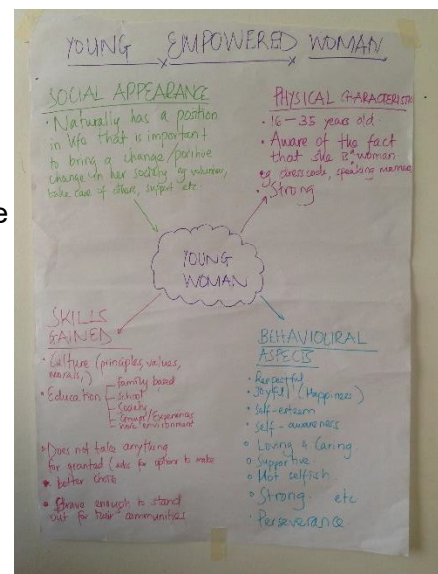 YOUNG EMPOWERED WOMAN
SOCIAL APPEARANCE
• Naturally has a position
in life that is important
to bring a change/positive
change in her society, eg volunteer,
take care of others, support etc
PHYSICAL CHARACTERISTIC
• 16 – 35 years old
• Aware of the fact
that she is a woman
eg dress code, speaking manner
• Strong
e
YOUNG
WOMAN
SKILLS
GAINED
• Culture (principles, values,
morals,)
• Education
family based
school
Society
/Experiences
work environment
• Does not take anything
for granted (asks for options to make
better choice
• Brave enough to stand
out for their communities
BEHAVIOURAL
ASPECTS
• Respectful
• Joyful (Happiness)
• Self-esteem
• Self-awareness
• Loving & Caring
• Supportive
• Not selfish
• Strong. etc
• Perseverance